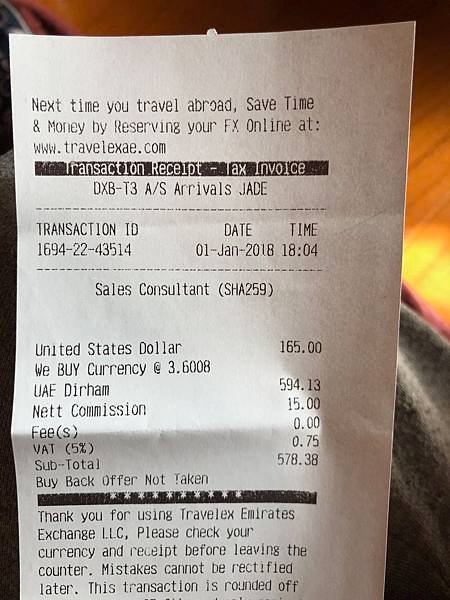 Next time you travel abroad, Save Time
& Money by Reserving your FX Online at:
www.travelexae.com
Transaction Receipt - Tax Invoice
DXB-T3 A/S Arrivals JADE
TRANSACTION ID DATE TIME
1694-22-43514 01-Jan-2018 18:04
Sales Consultant (SHA259)
United States Dollar 165.00
We BUY Currency @ 3.6008
UAE Dirham 594.13
Nett Commission 15.00
Fee(s) 0.00
VAT (5%) 0.75
Sub-Total 578.38
Buy Back Offer Not Taken
***********
Thank you for using Travelex Emirates
Exchange LLC, Please check your
currency and receipt before leaving the
counter. Mistakes cannot be rectified
later. This transaction is rounded off